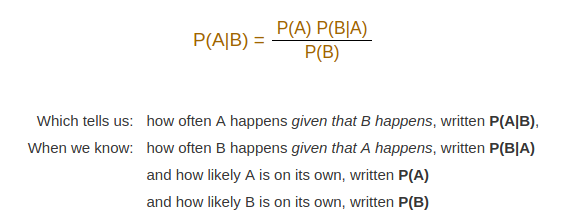 P(A|B) = P(A) P(B|A)
P(B)
Which tells us: how often A happens given that B happens, written P(A|B),
When we know: how often B happens given that A happens, written P(B|A)
and how likely A is on its own, written P(A)
and how likely B is on its own, written P(B)